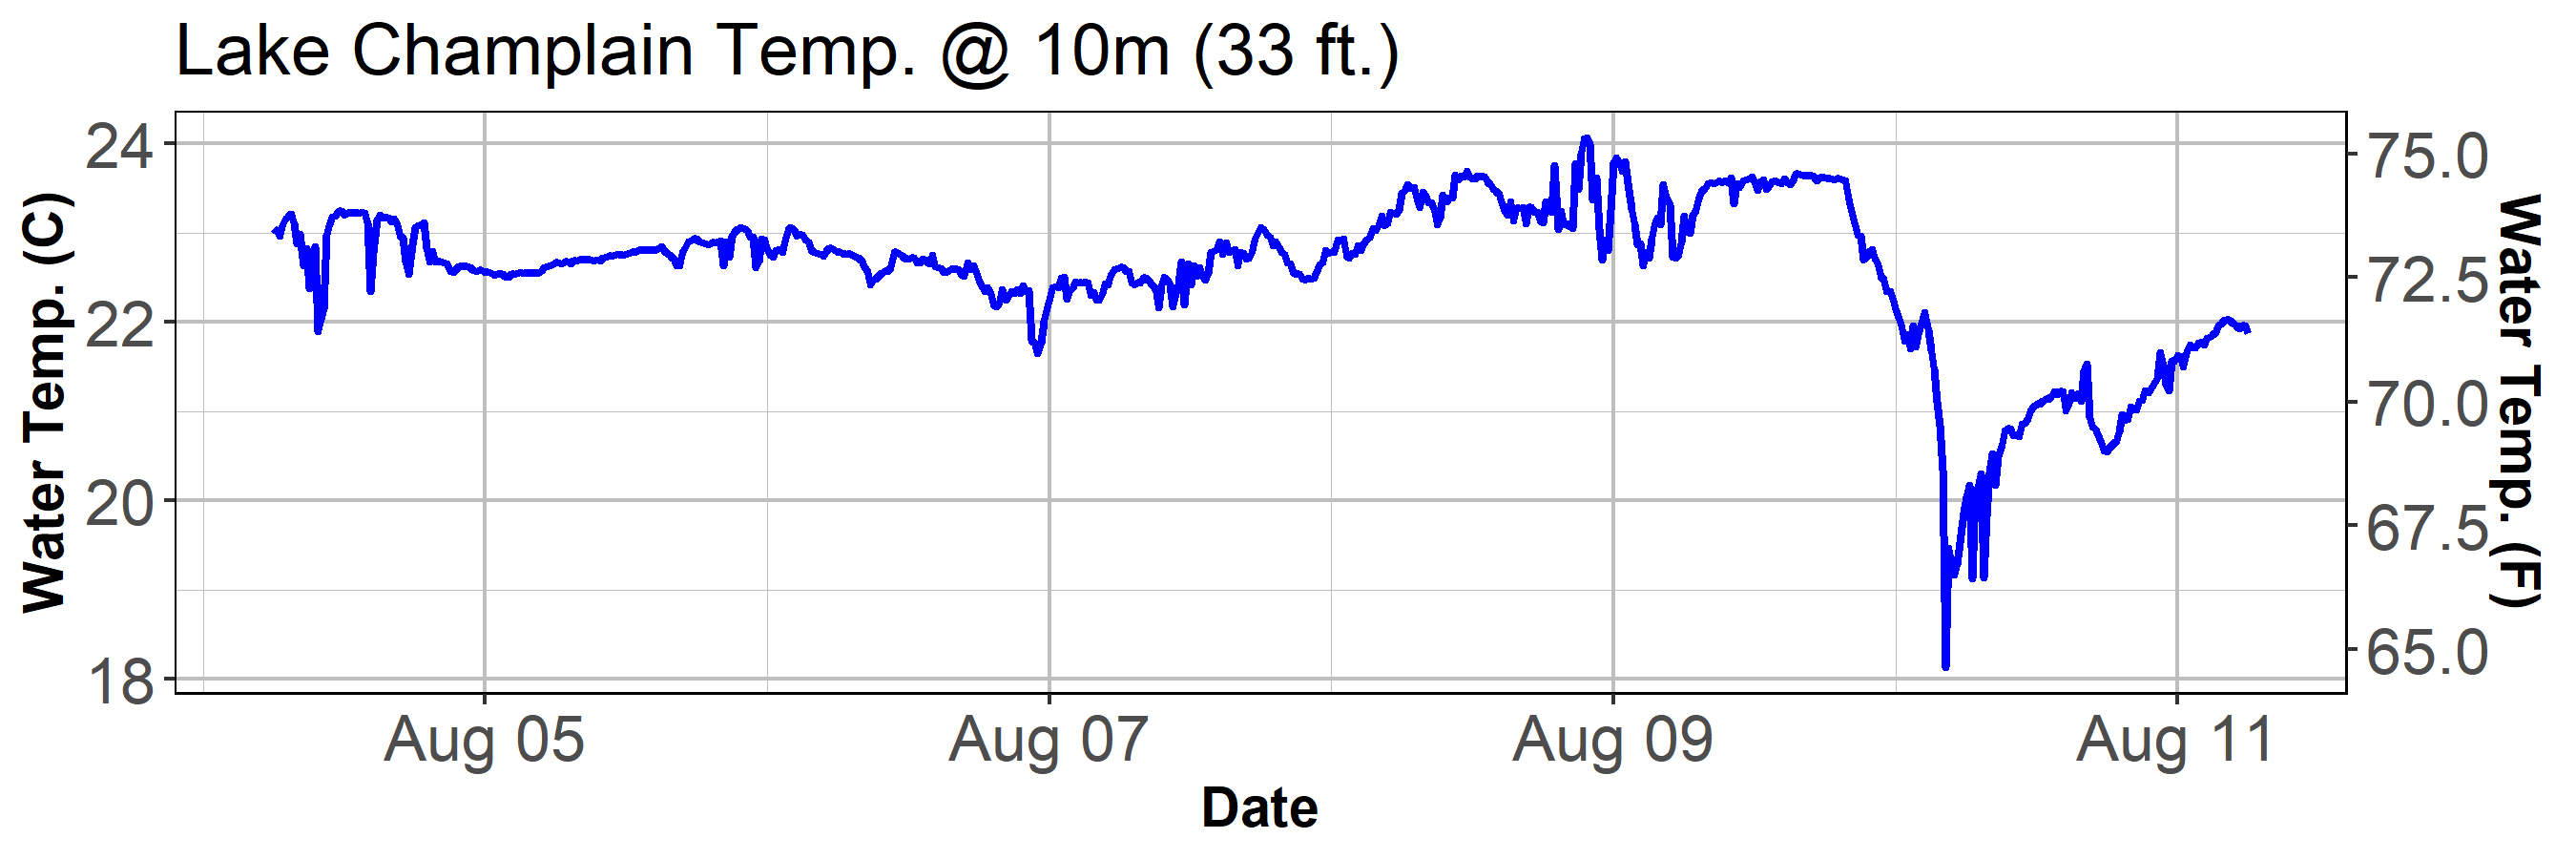 Lake Champlain Temp. @ 10m (33 ft.)
Water Temp. (C)
24
22
20
18
75.0
72.5
70.0
67.5
65.0
Water Temp. (F)
Aug 05
Aug 07
Aug 09
Aug 11
Date